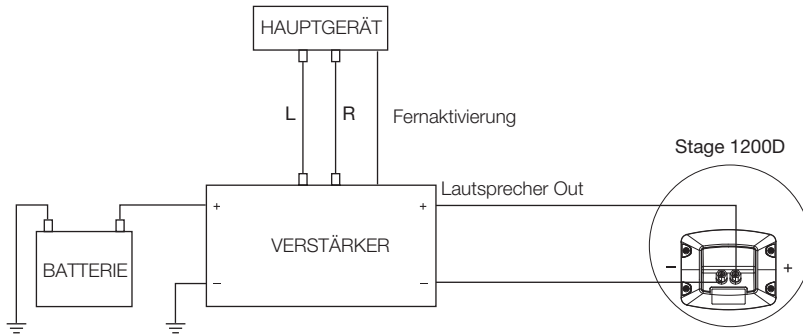 HAUPTGERÄT
L
R
Fernaktivierung
Stage 1200D
Lautsprecher Out
+
+
BATTERIE
VERSTÄRKER
–
–
–
+